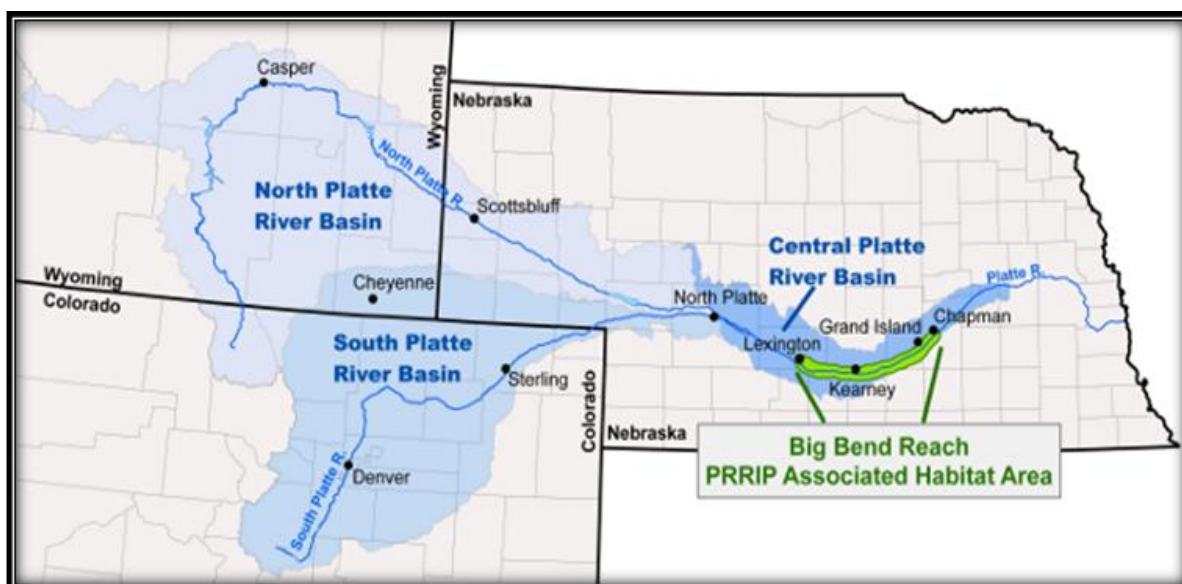 Casper
Wyoming
Nebraska
North Platte R.
North Platte
River Basin
Scottsbluff
Central Platte
River Basin
Platte R.
Wyoming
Colorado
Cheyenne
North Platte
Grand Island
Chapman
Lexington
South Platte
River Basin
Sterling
Kearney
Colorado
Nebraska
Big Bend Reach
PRRIP Associated Habitat Area
Denver
South Platte R.